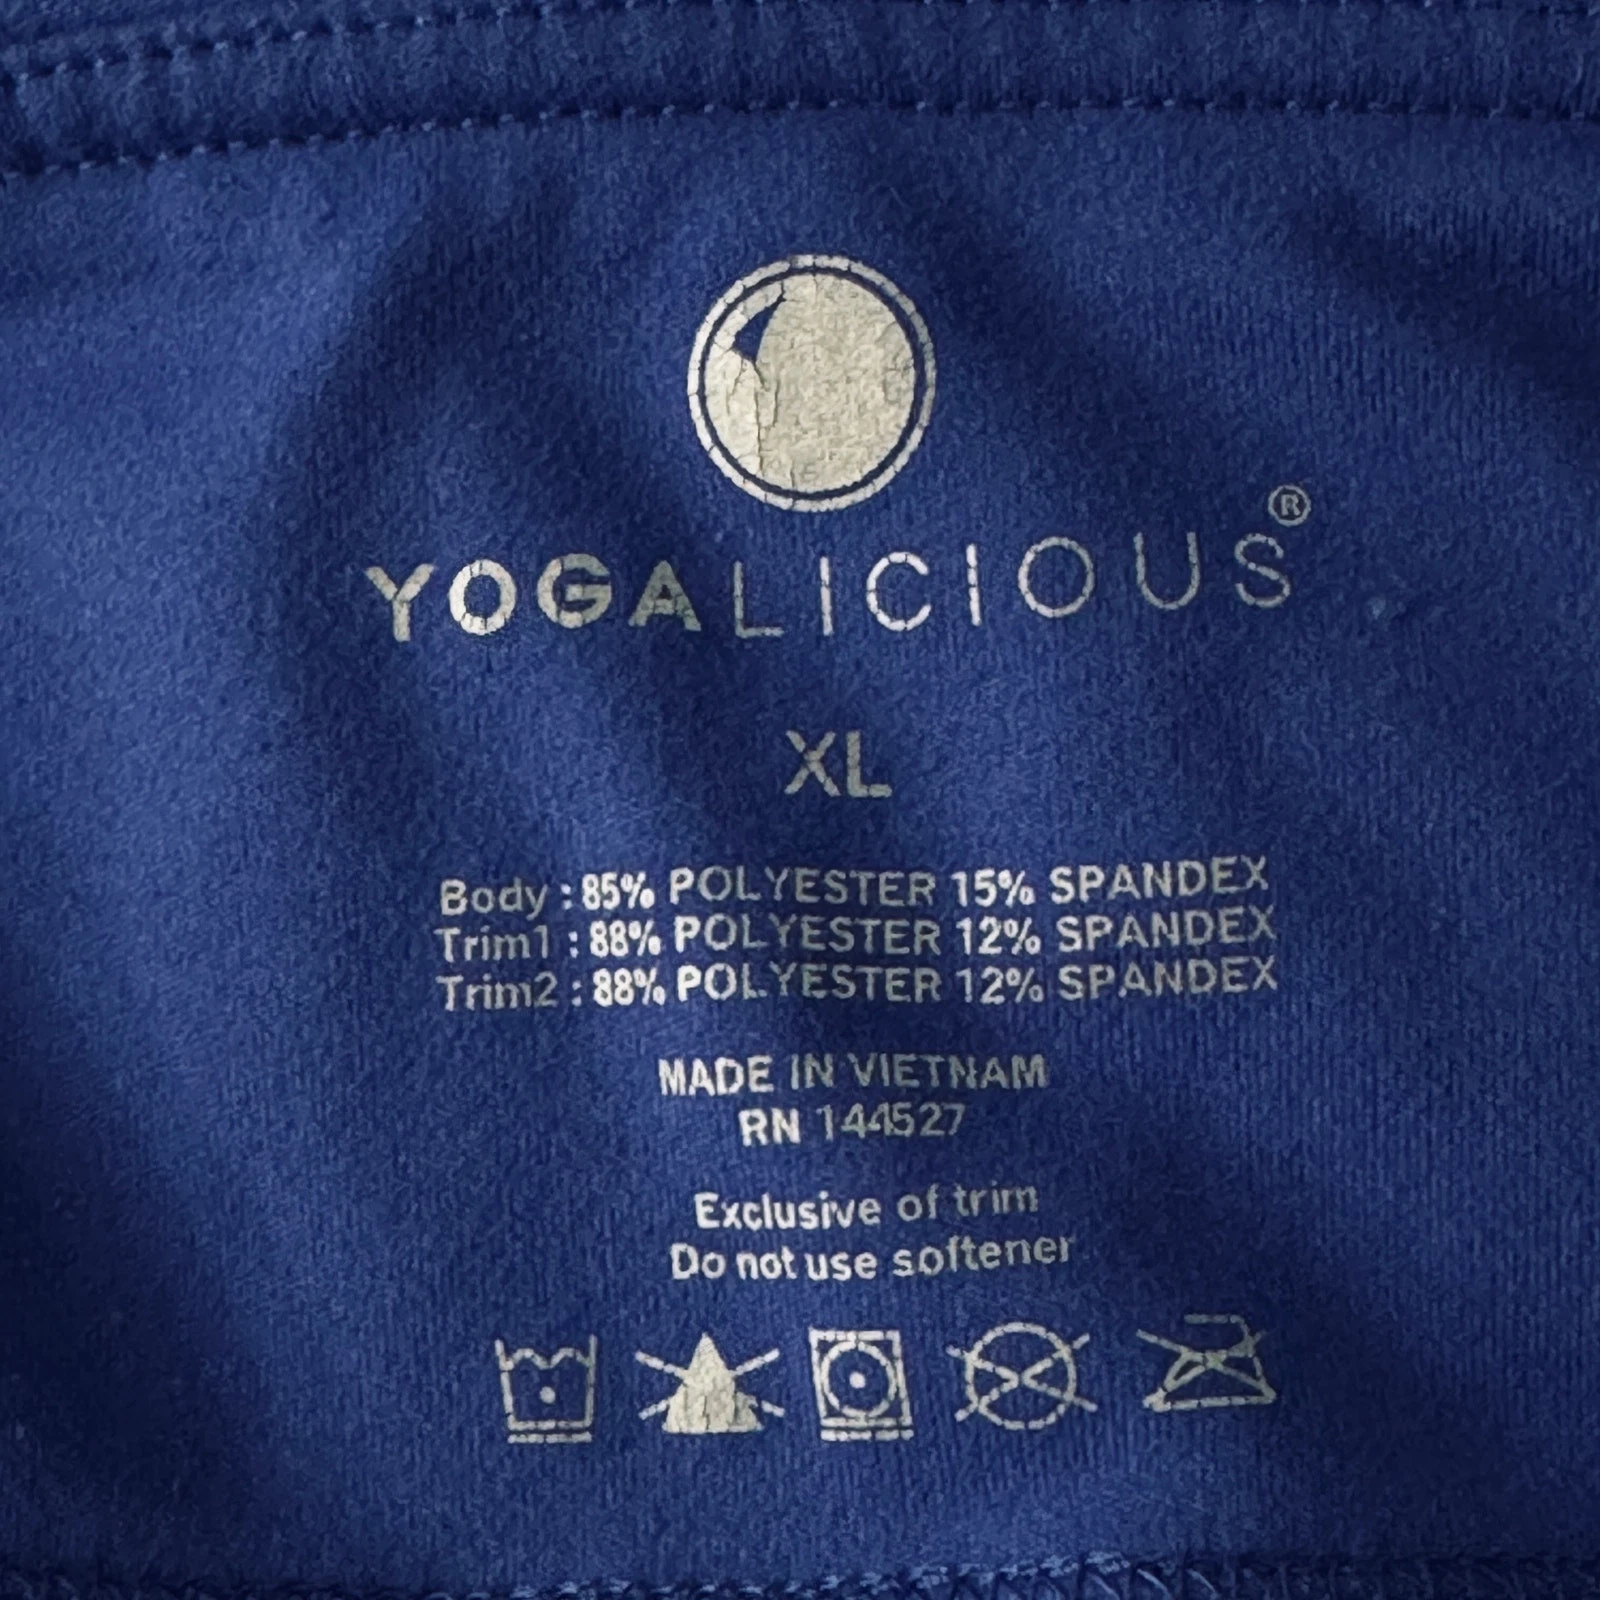 YOGALICIOUS®
XL
Body : 85% POLYESTER 15% SPANDEX
Trim1 : 88% POLYESTER 12% SPANDEX
Trim2 : 88% POLYESTER 12% SPANDEX
MADE IN VIETNAM
RN 144527
Exclusive of trim
Do not use softener